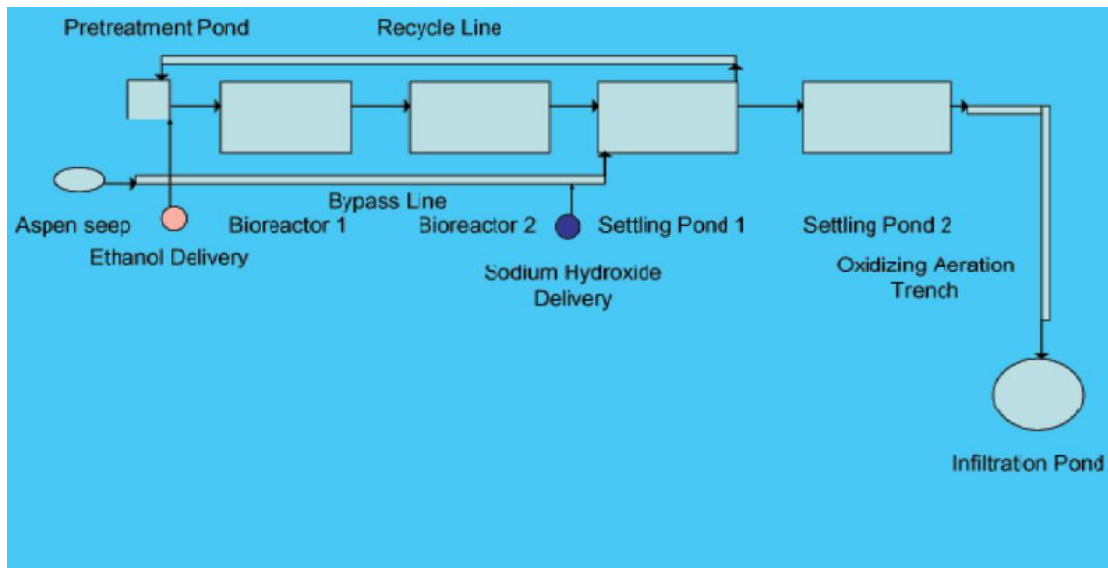 Pretreatment Pond
Recycle Line
Bypass Line
Aspen seep
Bioreactor 1
Bioreactor 2
Settling Pond 1
Settling Pond 2
Ethanol Delivery
Sodium Hydroxide
Delivery
Oxidizing Aeration
Trench
Infiltration Pond